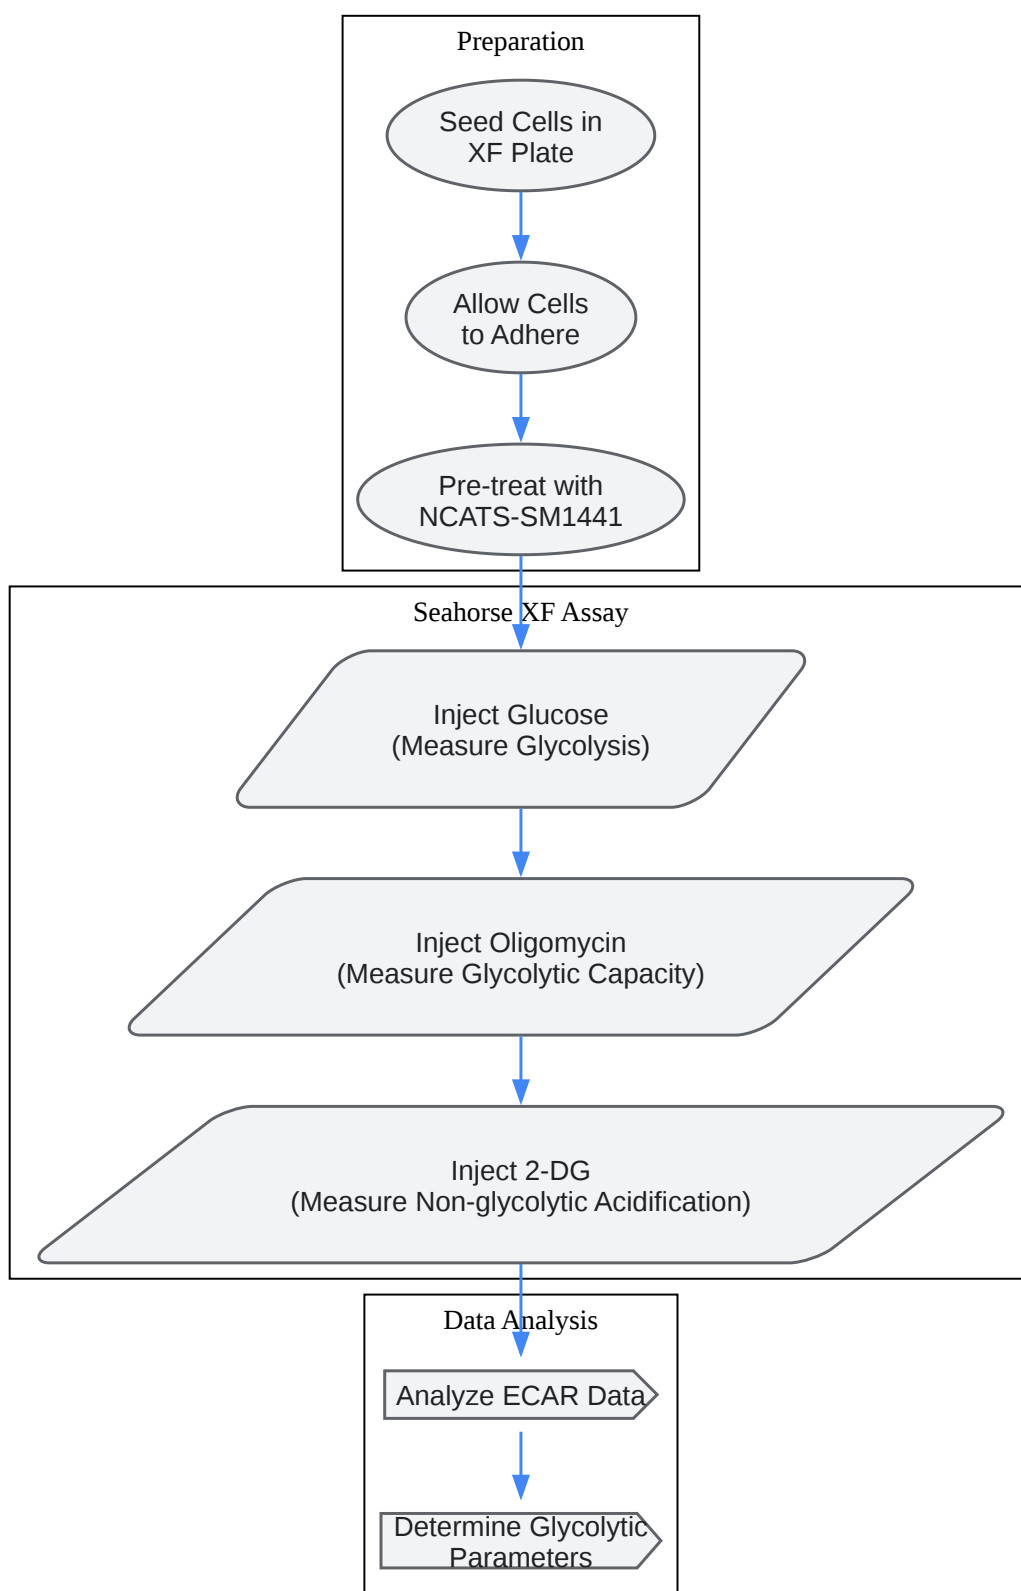 Preparation
Seed Cells in
XF Plate
Allow Cells
to Adhere
Pre-treat with
NCATS-SM1441
Seahorse XF Assay
Inject Glucose
(Measure Glycolysis)
Inject Oligomycin
(Measure Glycolytic Capacity)
Inject 2-DG
(Measure Non-glycolytic Acidification)
Data Analysis
Analyze ECAR Data
Determine Glycolytic
Parameters